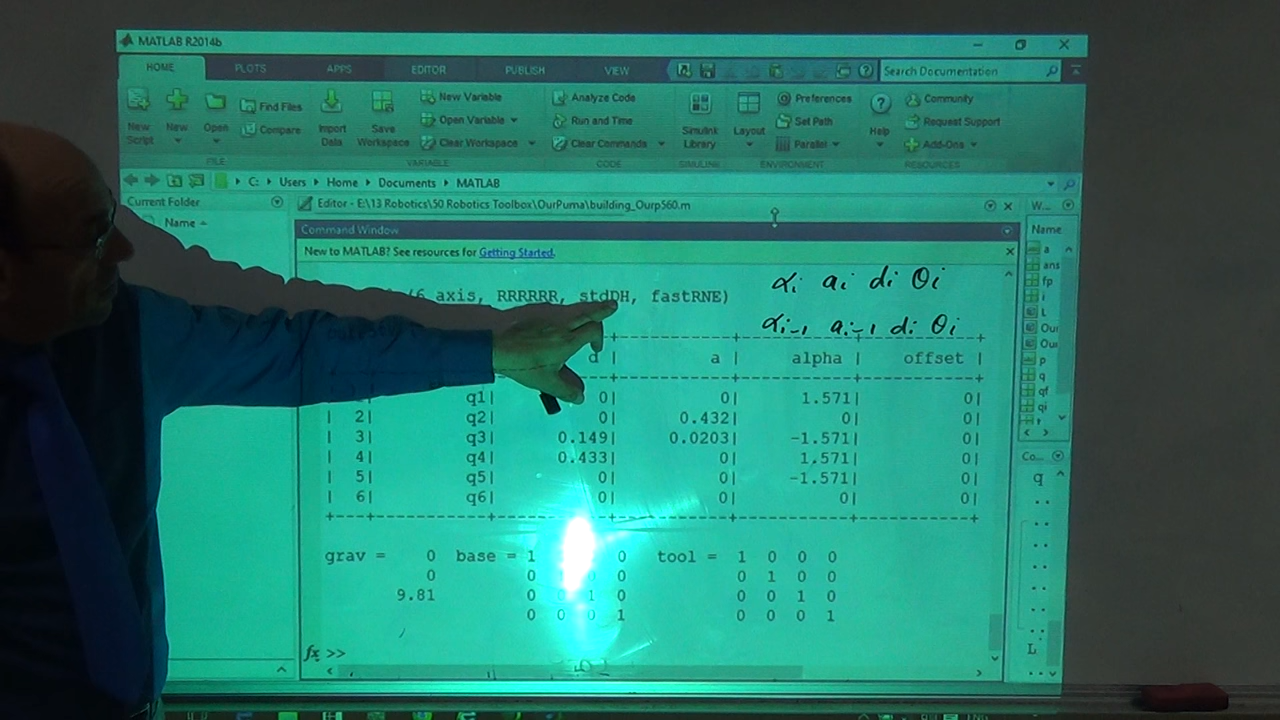 MATLAB R2014b
HOME PLOTS APPS EDITOR PUBLISH VIEW Search Documentation
New Script New Open Find Files Compare Import Data Save Workspace New Variable Open Variable Clear Workspace Analyze Code Run and Time Clear Commands Simulink Library Layout Preferences Set Path Parallel Help Community Request Support Add-Ons
FILE VARIABLE CODE SIMULINK ENVIRONMENT RESOURCES
C: Users Home Documents MATLAB
Current Folder Editor - E:\13 Robotics\50 Robotics Toolbox\OurPuma\building_Ourp560.m W...
Name Command Window Name
New to MATLAB? See resources for Getting Started.
αi ai di θi
(6 axis, RRRRRR, stdDH, fastRNE)
αi-1 ai-1 di θi
d | a | alpha | offset |
q1| 0| 0| 1.571| 0|
| 2| q2| 0| 0.432| 0| 0|
| 3| q3| 0.149| 0.0203| -1.571| 0|
| 4| q4| 0.433| 0| 1.571| 0|
| 5| q5| 0| 0| -1.571| 0|
| 6| q6| 0| 0| 0| 0|
grav = 0 base = 1 0 tool = 1 0 0 0
0 0 0 0 1 0 0
9.81 0 1 0 0 0 1 0
0 0 0 1 0 0 0 1
fx >>
a
ans
fp
i
L
Our
Our
p
q
qf
qi
Co...
q
L